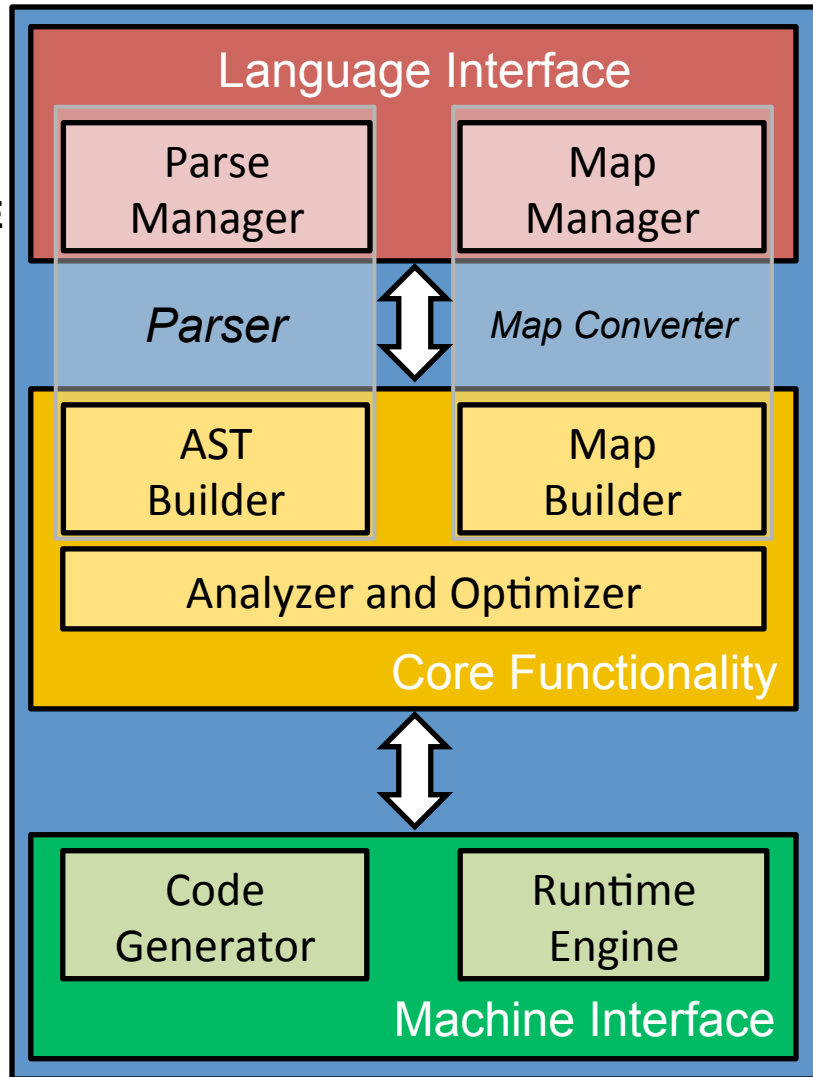 Language Interface
Parse
Manager
Map
Manager
E
Parser
Map Converter
AST
Builder
Map
Builder
Analyzer and Optimizer
Core Functionality
Code
Generator
Runtime
Engine
Machine Interface